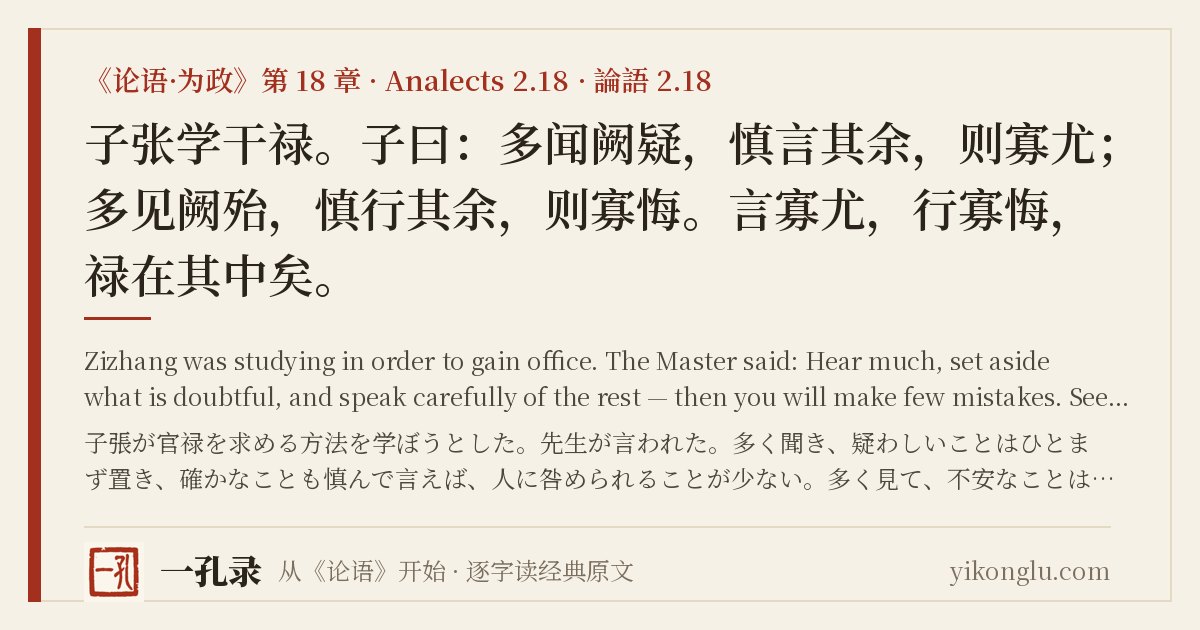 《论语·为政》第 18 章 · Analects 2.18 · 論語 2.18
子张学干禄。子曰：多闻阙疑，慎言其余，则寡尤；
多见阙殆，慎行其余，则寡悔。言寡尤，行寡悔，
禄在其中矣。
Zizhang was studying in order to gain office. The Master said: Hear much, set aside
what is doubtful, and speak carefully of the rest — then you will make few mistakes. See…
子張が官禄を求める方法を学ぼうとした。先生が言われた。多く聞き、疑わしいことはひとま
ず置き、確かなことも慎んで言えば、人に咎められることが少ない。多く見て、不安なことは…
一孔
一孔录 从《论语》开始 · 逐字读经典原文
yikonglu.com